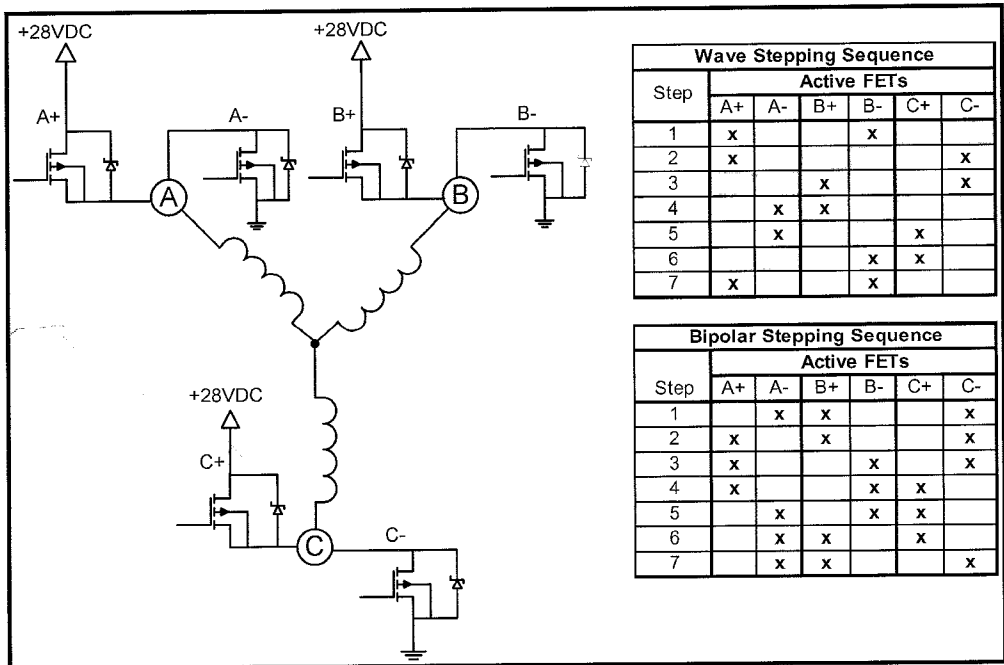 +28VDC
+28VDC
A+
A-
B+
B-
A
B
+28VDC
C+
C-
C
Wave Stepping Sequence
Step Active FETs
A+ A- B+ B- C+ C-
1 x x
2 x x
3 x x
4 x x
5 x x
6 x x
7 x x
Bipolar Stepping Sequence
Active FETs
Step A+ A- B+ B- C+ C-
1 x x x
2 x x x
3 x x x
4 x x x
5 x x x
6 x x x
7 x x x